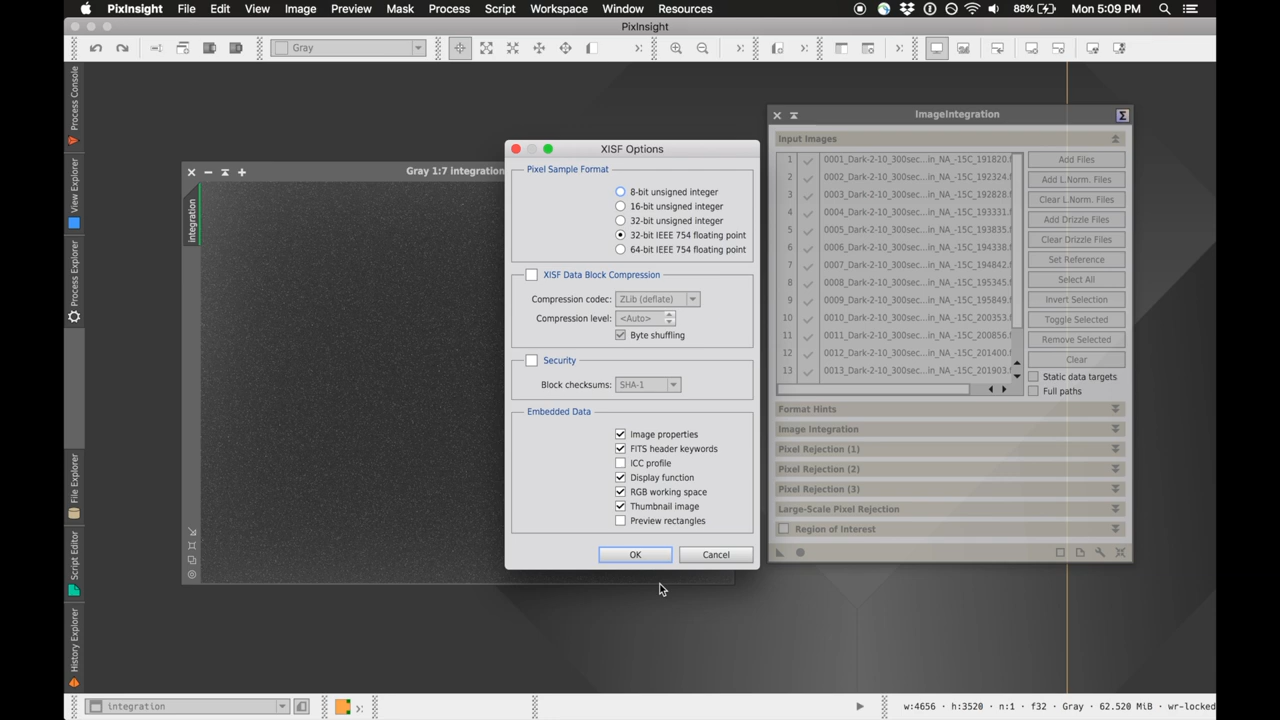 PixInsight File Edit View Image Preview Mask Process Script Workspace Window Resources 88% Mon 5:09 PM
PixInsight
Gray
Process Console
View Explorer
Process Explorer
File Explorer
Script Editor
History Explorer
Gray 1:7 integration
integration
XISF Options
Pixel Sample Format
8-bit unsigned integer
16-bit unsigned integer
32-bit unsigned integer
32-bit IEEE 754 floating point
64-bit IEEE 754 floating point
XISF Data Block Compression
Compression codec: ZLib (deflate)
Compression level: <Auto>
Byte shuffling
Security
Block checksums: SHA-1
Embedded Data
Image properties
FITS header keywords
ICC profile
Display function
RGB working space
Thumbnail image
Preview rectangles
OK Cancel
ImageIntegration
Σ
Input Images
1 0001_Dark-2-10_300sec...in_NA_-15C_191820.f
2 0002_Dark-2-10_300sec...in_NA_-15C_192324.f
3 0003_Dark-2-10_300sec...in_NA_-15C_192828.f
4 0004_Dark-2-10_300sec...in_NA_-15C_193331.f
5 0005_Dark-2-10_300sec...in_NA_-15C_193835.f
6 0006_Dark-2-10_300sec...in_NA_-15C_194338.f
7 0007_Dark-2-10_300sec...in_NA_-15C_194842.f
8 0008_Dark-2-10_300sec...in_NA_-15C_195345.f
9 0009_Dark-2-10_300sec...in_NA_-15C_195849.f
10 0010_Dark-2-10_300sec...in_NA_-15C_200353.f
11 0011_Dark-2-10_300sec...in_NA_-15C_200856.f
12 0012_Dark-2-10_300sec...in_NA_-15C_201400.f
13 0013_Dark-2-10_300sec...in_NA_-15C_201903.f
Add Files
Add L.Norm. Files
Clear L.Norm. Files
Add Drizzle Files
Clear Drizzle Files
Set Reference
Select All
Invert Selection
Toggle Selected
Remove Selected
Clear
Static data targets
Full paths
Format Hints
Image Integration
Pixel Rejection (1)
Pixel Rejection (2)
Pixel Rejection (3)
Large-Scale Pixel Rejection
Region of Interest
integration
w:4656 h:3520 n:1 f32 Gray 62.520 MiB wr-locked